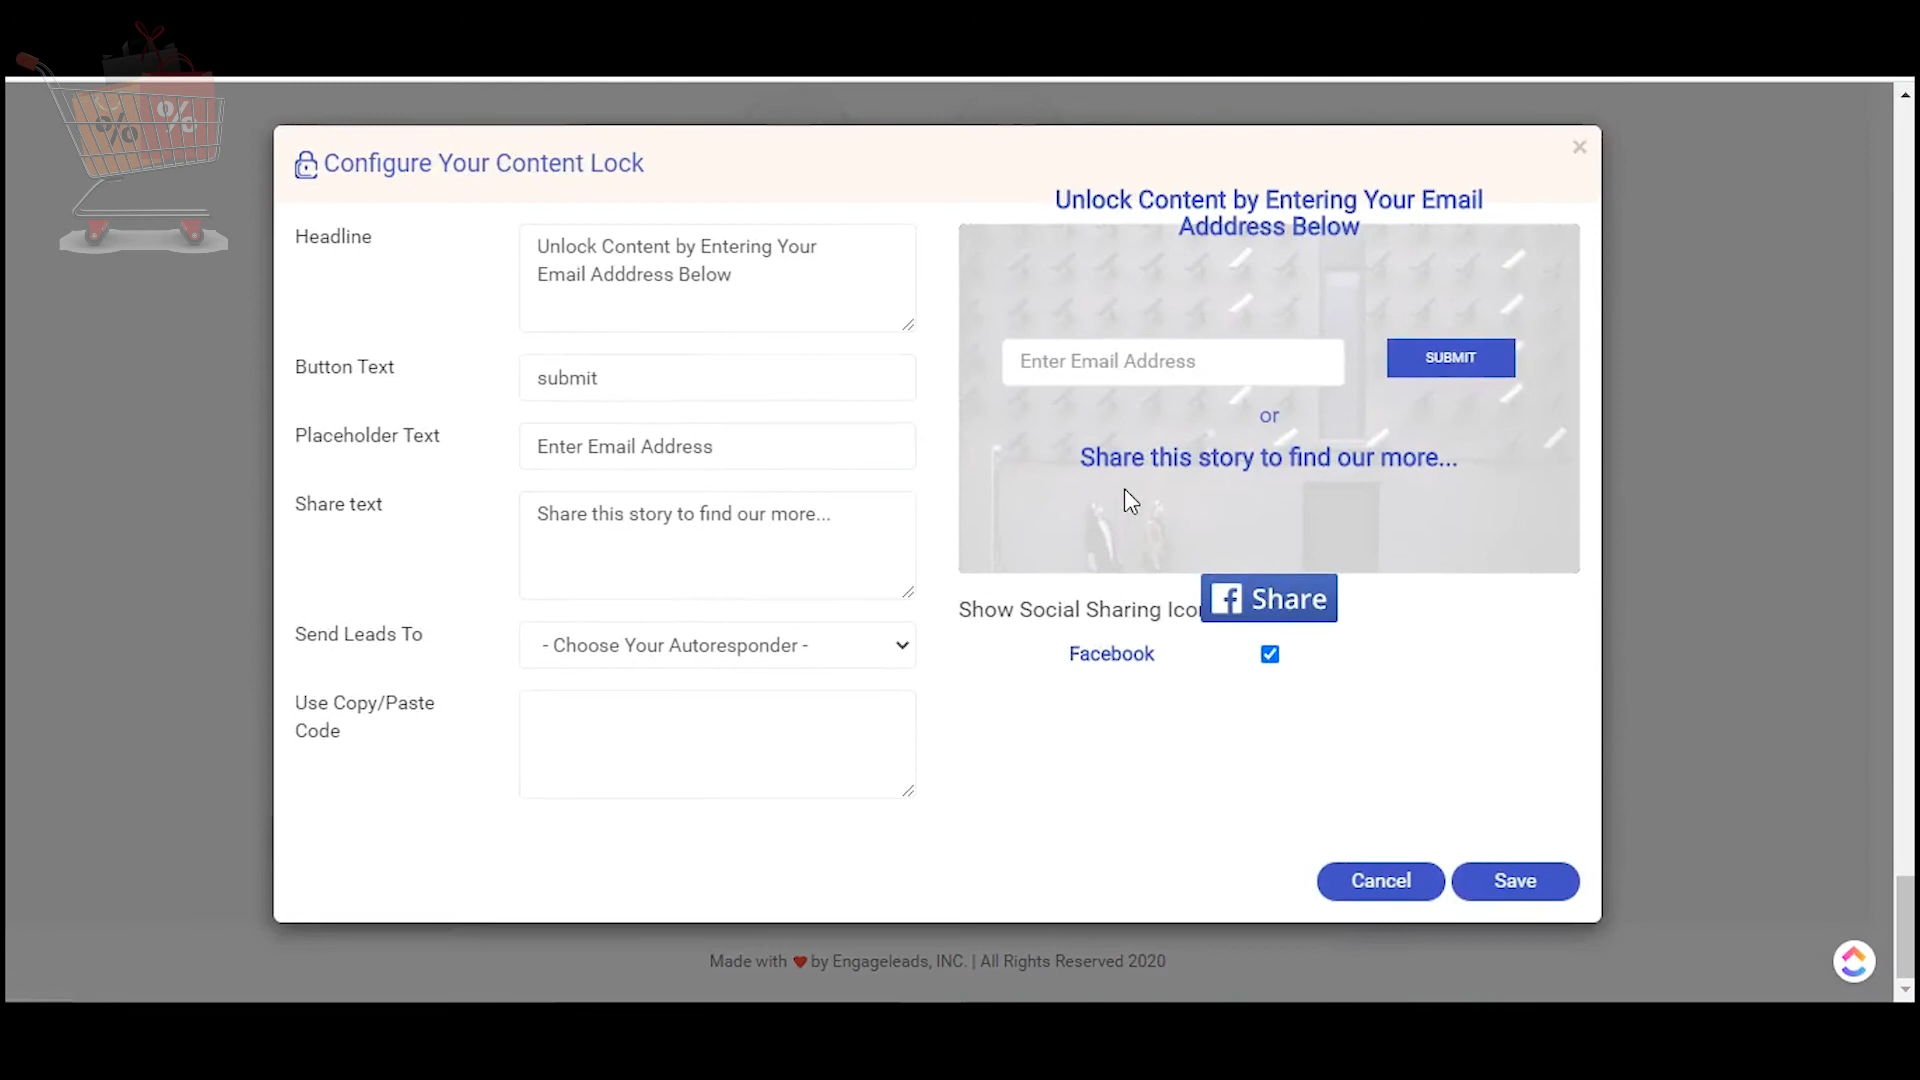 % %
Configure Your Content Lock
×
Headline
Unlock Content by Entering Your
Email Adddress Below
Button Text
submit
Placeholder Text
Enter Email Address
Share text
Share this story to find our more...
Send Leads To
- Choose Your Autoresponder -
Use Copy/Paste
Code
Unlock Content by Entering Your Email
Adddress Below
Enter Email Address
SUBMIT
or
Share this story to find our more...
Show Social Sharing Ico
f Share
Facebook
Cancel
Save
Made with ❤ by Engageleads, INC. | All Rights Reserved 2020